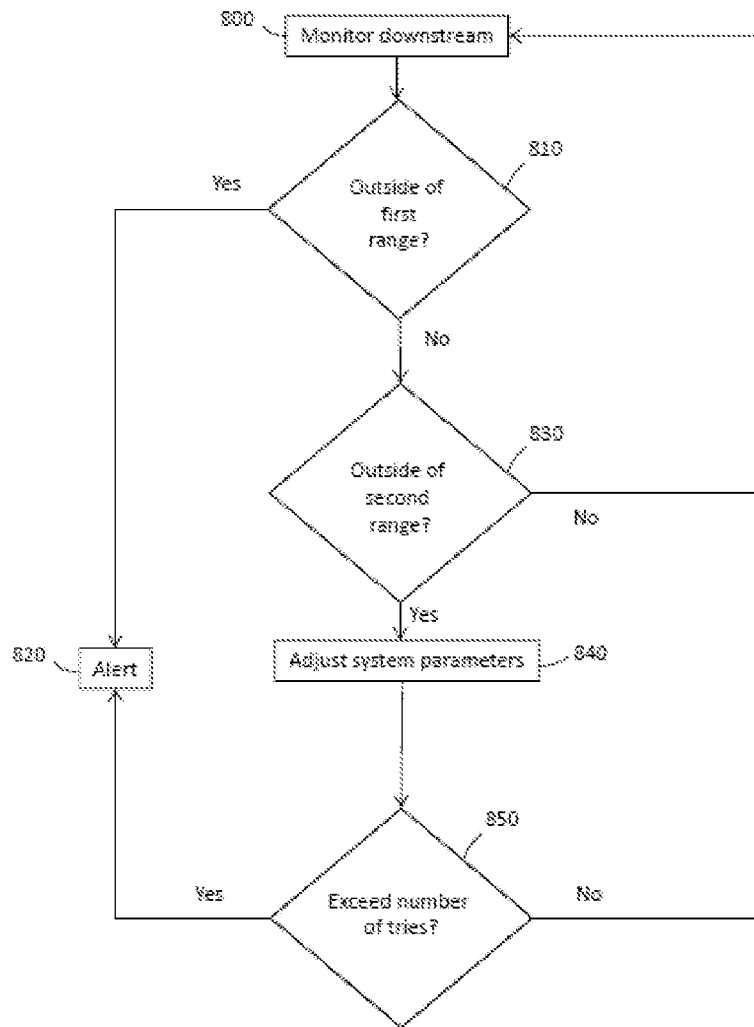 800
Monitor downstream
810
Yes
Outside of
first
range?
No
830
Outside of
second
range?
No
Yes
820
Alert
Adjust system parameters
840
850
Yes
Exceed number
of tries?
No